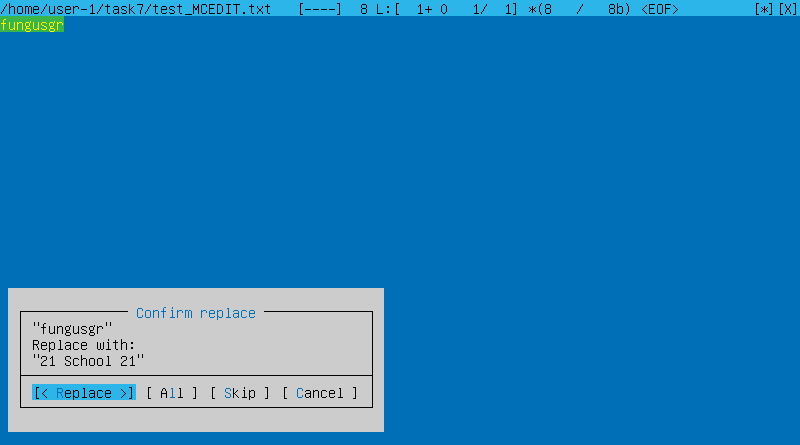 /home/user-1/task7/test_MCEDIT.txt [----] 8 L:[ 1+ 0 1/ 1] *(8 / 8b) <EOF> [*][X]
fungusgr
Confirm replace
"fungusgr"
Replace with:
"21 School 21"
[< Replace >] [ All ] [ Skip ] [ Cancel ]